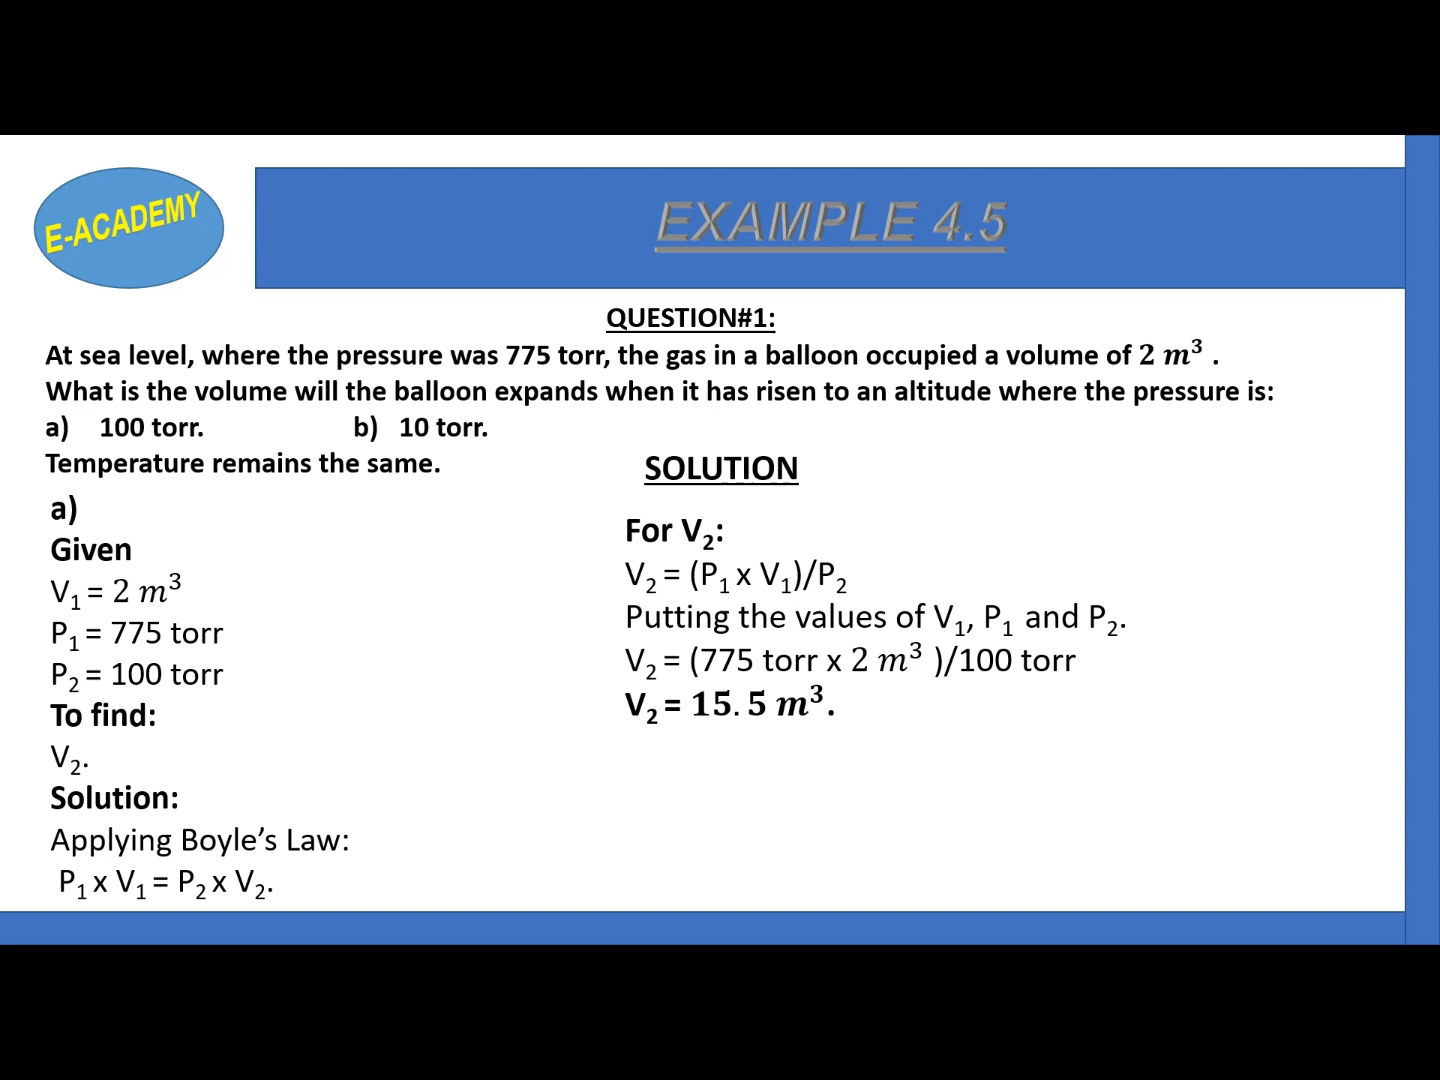 E-ACADEMY
EXAMPLE 4.5
QUESTION#1:
At sea level, where the pressure was 775 torr, the gas in a balloon occupied a volume of 2 m³ .
What is the volume will the balloon expands when it has risen to an altitude where the pressure is:
a) 100 torr. b) 10 torr.
Temperature remains the same.
SOLUTION
a)
Given
V₁ = 2 m³
P₁ = 775 torr
P₂ = 100 torr
To find:
V₂.
Solution:
Applying Boyle’s Law:
P₁ x V₁ = P₂ x V₂.
For V₂:
V₂ = (P₁ x V₁)/P₂
Putting the values of V₁, P₁ and P₂.
V₂ = (775 torr x 2 m³ )/100 torr
V₂ = 15.5 m³.